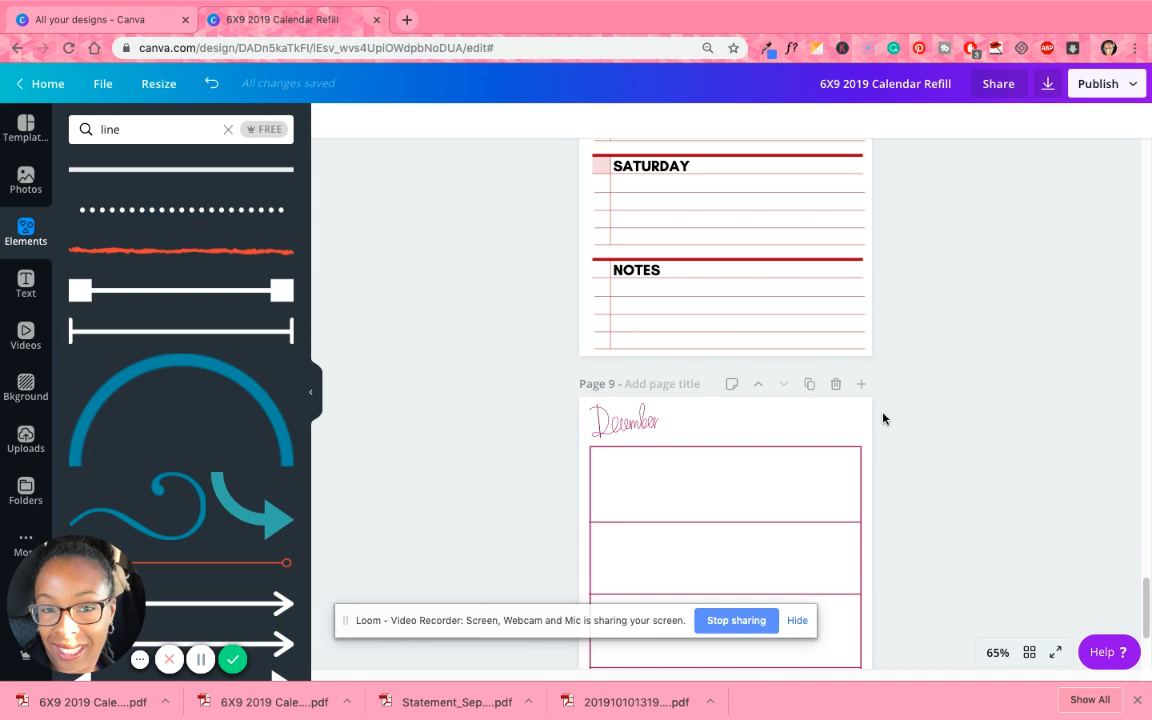 All your designs - Canva
6X9 2019 Calendar Refill
canva.com/design/DADn5kaTkFI/lEsv_wvs4UpiOWdpbNoDUA/edit#
Home
File
Resize
All changes saved
6X9 2019 Calendar Refill
Share
Publish
Templat...
Photos
Elements
Text
Videos
Bkground
Uploads
Folders
line
FREE
SATURDAY
NOTES
Page 9 - Add page title
December
Loom - Video Recorder: Screen, Webcam and Mic is sharing your screen.
Stop sharing
Hide
65%
Help ?
6X9 2019 Cale....pdf
6X9 2019 Cale....pdf
Statement_Sep....pdf
201910101319....pdf
Show All